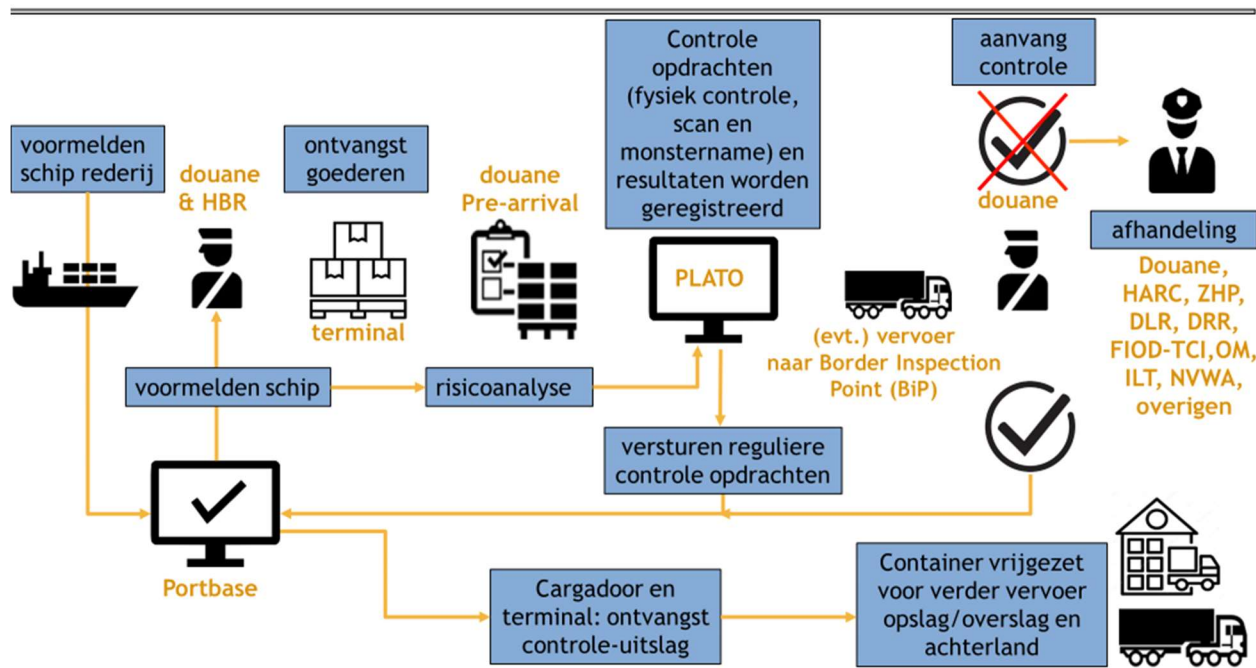 voormelden
schip rederij
douane
& HBR
ontvangst
goederen
terminal
douane
Pre-arrival
Controle
opdrachten
(fysiek controle,
scan en
monstername) en
resultaten worden
geregistreerd
PLATO
aanvang
controle
douane
afhandeling
Douane,
HARC, ZHP,
DLR, DRR,
FIOD-TCI,OM,
ILT, NVWA,
overigen
(evt.) vervoer
naar Border Inspection
Point (BiP)
voormelden schip
risicoanalyse
versturen reguliere
controle opdrachten
Portbase
Cargadoor en
terminal: ontvangst
controle-uitslag
Container vrijgezet
voor verder vervoer
opslag/overslag en
achterland